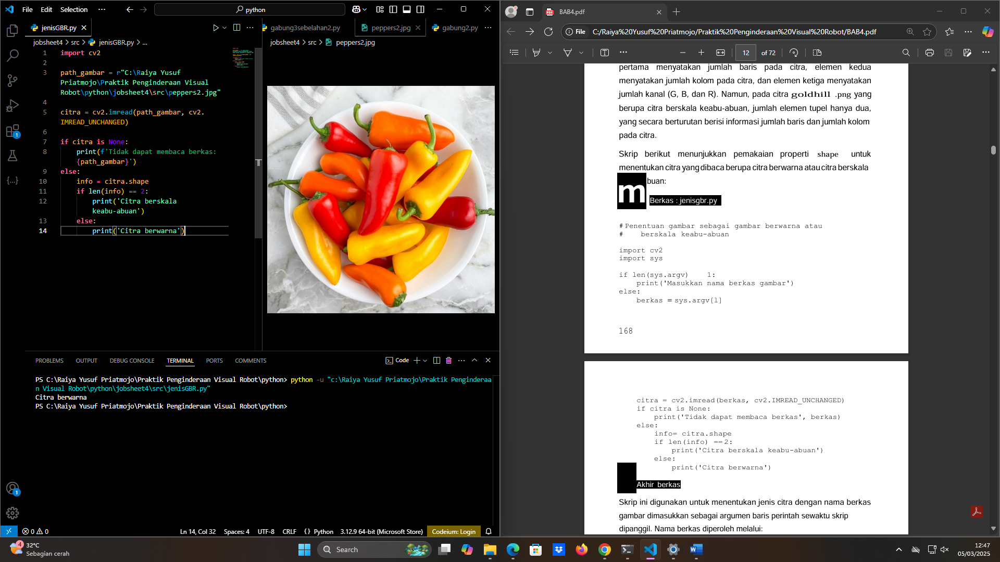 File Edit Selection ··· python
jenisGBR.py
jobsheet4 > src > jenisGBR.py > ...
1 import cv2
2
3 path_gambar = r"C:\Raiya Yusuf
Priatmojo\Praktik Penginderaan Visual
Robot\python\jobsheet4\src\peppers2.jpg"
4
5 citra = cv2.imread(path_gambar, cv2.
IMREAD_UNCHANGED)
6
7 if citra is None:
8 print(f'Tidak dapat membaca berkas:
{path_gambar}')
9 else:
10 info = citra.shape
11 if len(info) == 2:
12 print('Citra berskala
keabu-abuan')
13 else:
14 print('Citra berwarna')
gabung3sebelahan2.py peppers2.jpg gabung2.py
jobsheet4 > src > peppers2.jpg
PROBLEMS OUTPUT DEBUG CONSOLE TERMINAL PORTS COMMENTS Code
PS C:\Raiya Yusuf Priatmojo\Praktik Penginderaan Visual Robot\python> python -u "c:\Raiya Yusuf Priatmojo\Praktik Penginderaa
n Visual Robot\python\jobsheet4\src\jenisGBR.py"
Citra berwarna
PS C:\Raiya Yusuf Priatmojo\Praktik Penginderaan Visual Robot\python>
1
1
0 0 Ln 14, Col 32 Spaces: 4 UTF-8 CRLF {} Python 3.12.9 64-bit (Microsoft Store) Codeium: Login
BAB4.pdf
File C:/Raiya%20Yusuf%20Priatmojo/Praktik%20Penginderaan%20Visual%20Robot/BAB4.pdf
12 of 72
pertama menyatakan jumlah baris pada citra, elemen kedua
menyatakan jumlah kolom pada citra, dan elemen ketiga menyatakan
jumlah kanal (G, B, dan R). Namun, pada citra goldhill .png yang
berupa citra berskala keabu-abuan, jumlah elemen tupel hanya dua,
yang secara berturutan berisi informasi jumlah baris dan jumlah kolom
pada citra.
Skrip berikut menunjukkan pemakaian properti shape untuk
menentukan citra yang dibaca berupa citra berwarna atau citra berskala
buan:
m
Berkas : jenisgbr.py
# Penentuan gambar sebagai gambar berwarna atau
# berskala keabu-abuan
import cv2
import sys
if len(sys.argv) 1:
print('Masukkan nama berkas gambar')
else:
berkas = sys.argv[l]
168
citra = cv2.imread(berkas, cv2.IMREAD_UNCHANGED)
if citra is None:
print('Tidak dapat membaca berkas', berkas)
else:
info= citra.shape
if len(info) ==2:
print('Citra berskala keabu-abuan')
else:
print('Citra berwarna')
Akhir berkas
Skrip ini digunakan untuk menentukan jenis citra dengan nama berkas
gambar dimasukkan sebagai argumen baris perintah sewaktu skrip
dipanggil. Nama berkas diperoleh melalui:
4
32°C
Sebagian cerah
Search
12:47
05/03/2025